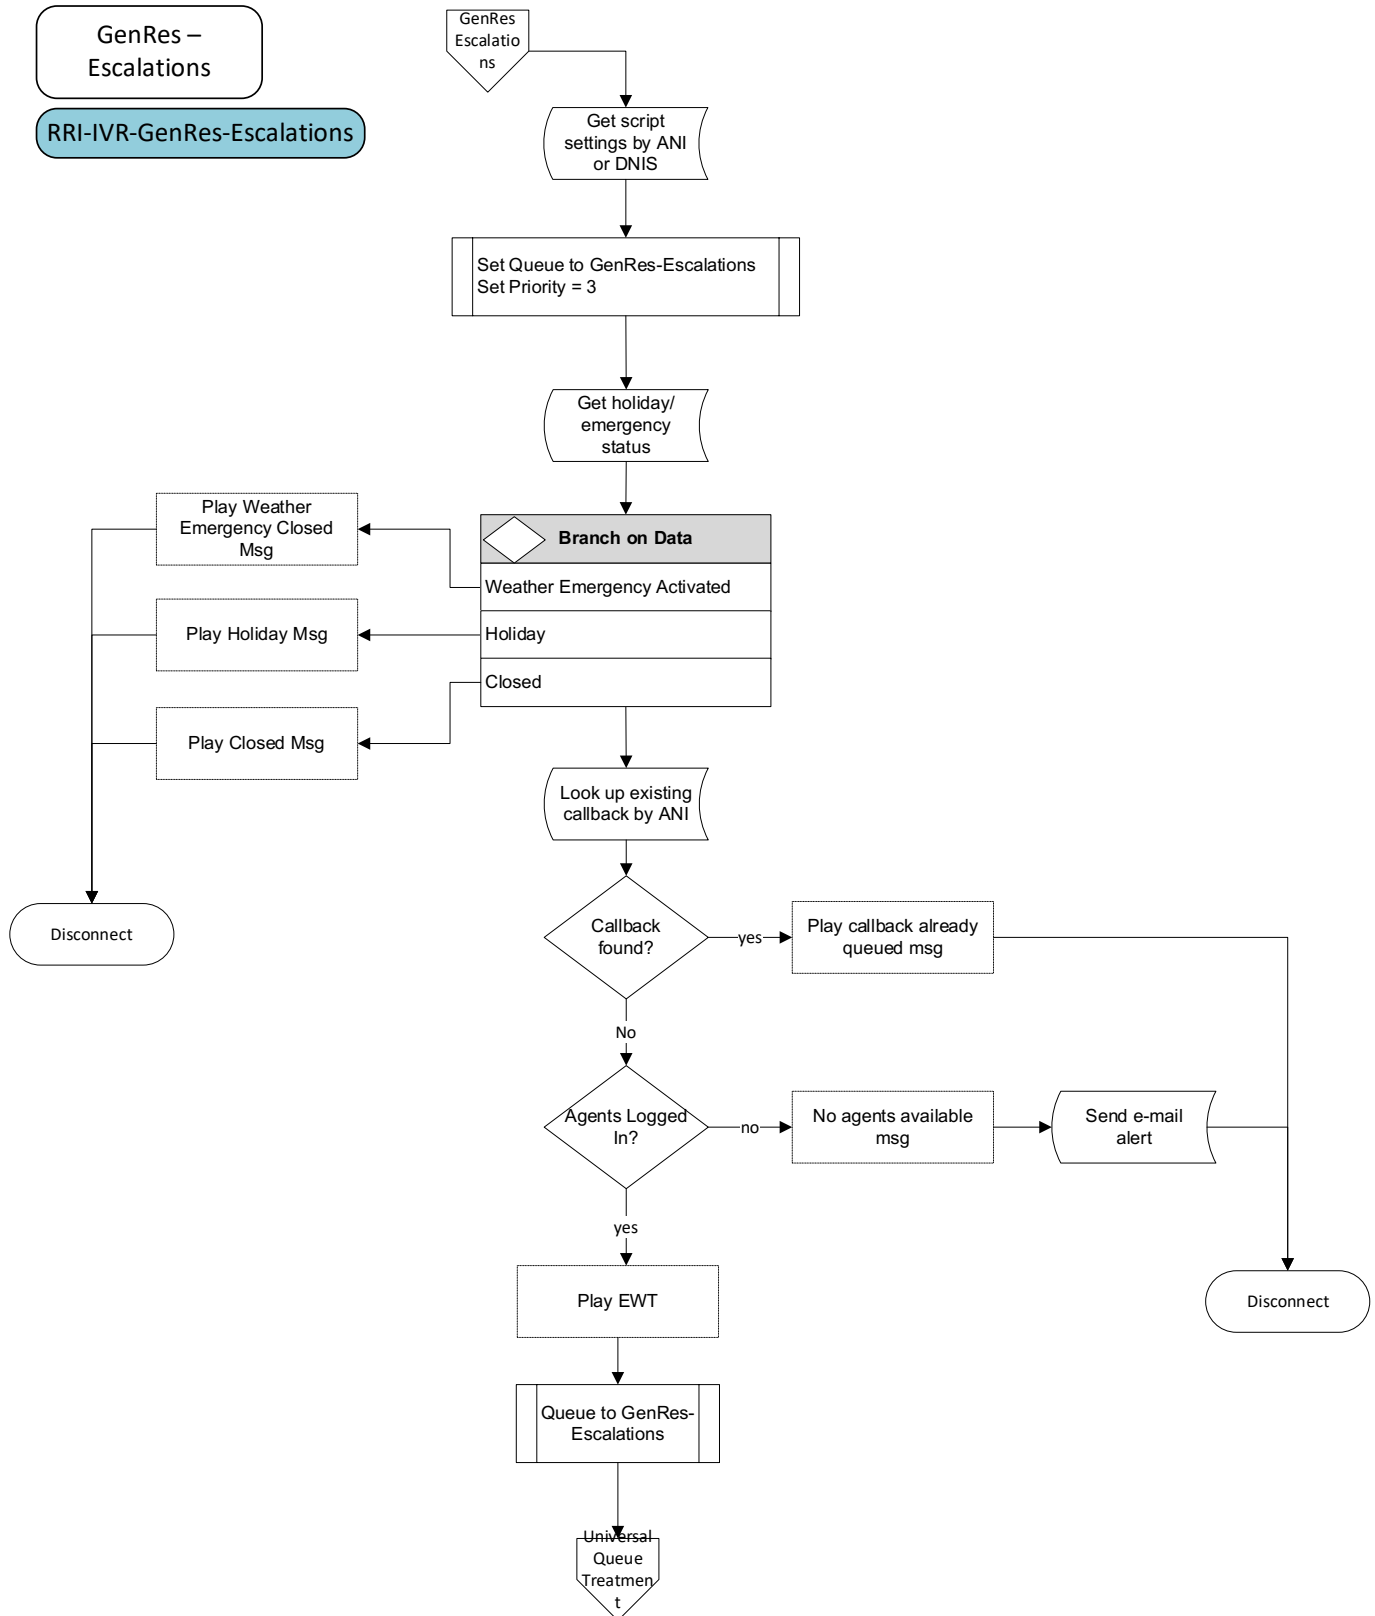 GenRes –
Escalations
RRI-IVR-GenRes-Escalations
GenRes
Escalatio
ns
Get script
settings by ANI
or DNIS
Set Queue to GenRes-Escalations
Set Priority = 3
Get holiday/
emergency
status
Play Weather
Emergency Closed
Msg
Branch on Data
Weather Emergency Activated
Play Holiday Msg
Holiday
Closed
Play Closed Msg
Look up existing
callback by ANI
Disconnect
Callback
found?
yes
Play callback already
queued msg
No
Agents Logged
In?
no
No agents available
msg
Send e-mail
alert
yes
Play EWT
Disconnect
Queue to GenRes-
Escalations
Universal
Queue
Treatmen
t